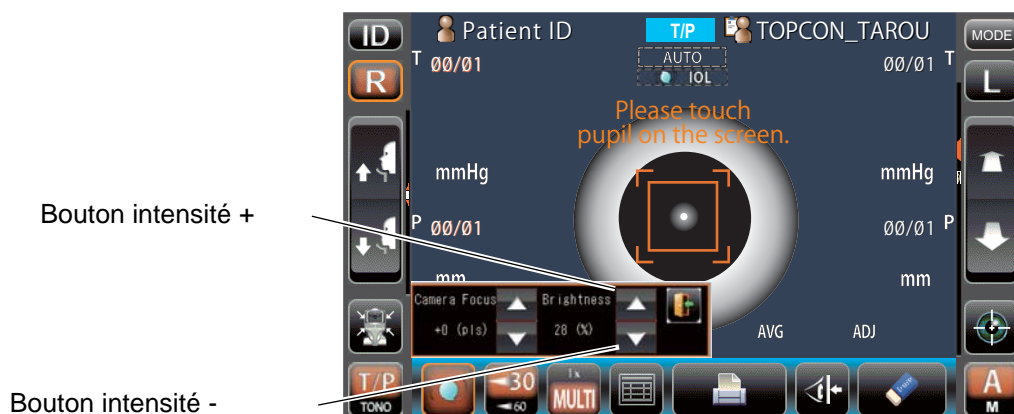 ID Patient ID T/P TOPCON_TAROU MODE
T 00/01 AUTO 00/01 T
R IOL L
Please touch
pupil on the screen.
mmHg mmHg
Bouton intensité +
P 00/01 00/01 P
mm mm
Camera Focus Brightness
+0 (pls) 28 (%) AVG ADJ
T/P 30 1x A
TONO 60 MULTI M
Bouton intensité -